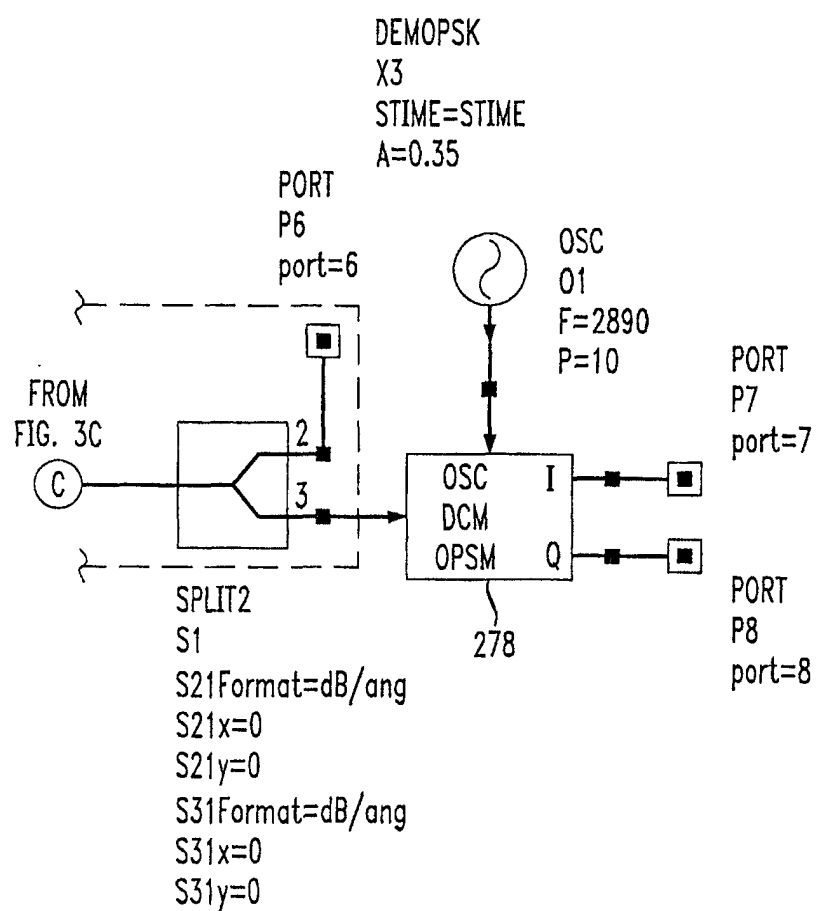 DEMOPSK
X3
STIME=STIME
A=0.35
PORT
P6
port=6
OSC
O1
F=2890
P=10
PORT
P7
port=7
FROM
FIG. 3C
C
2
3
OSC I
DCM
OPSM Q
278
PORT
P8
port=8
SPLIT2
S1
S21Format=dB/ang
S21x=0
S21y=0
S31Format=dB/ang
S31x=0
S31y=0